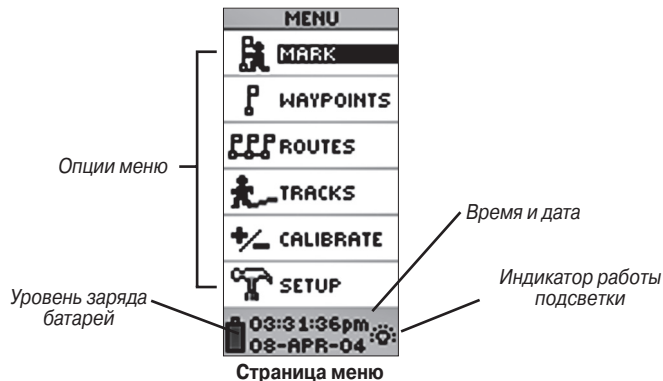 MENU
MARK
WAYPOINTS
ROUTES
TRACKS
CALIBRATE
SETUP
03:31:36pm
08-APR-04
Опции меню
Время и дата
Индикатор работы
подсветки
Уровень заряда
батарей
Страница меню